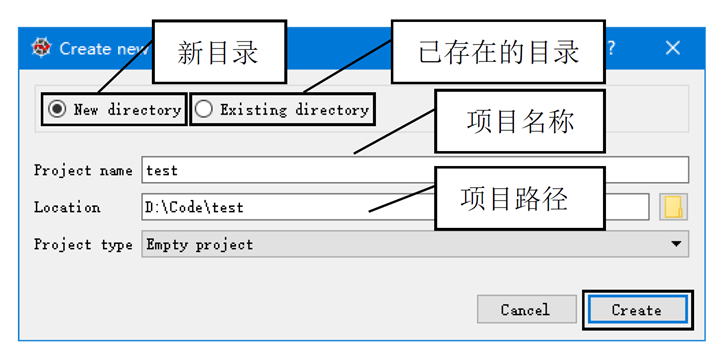 Create new
新目录
已存在的目录
?
New directory
Existing directory
项目名称
Project name
test
项目路径
Location
D:\Code\test
Project type
Empty project
Cancel
Create